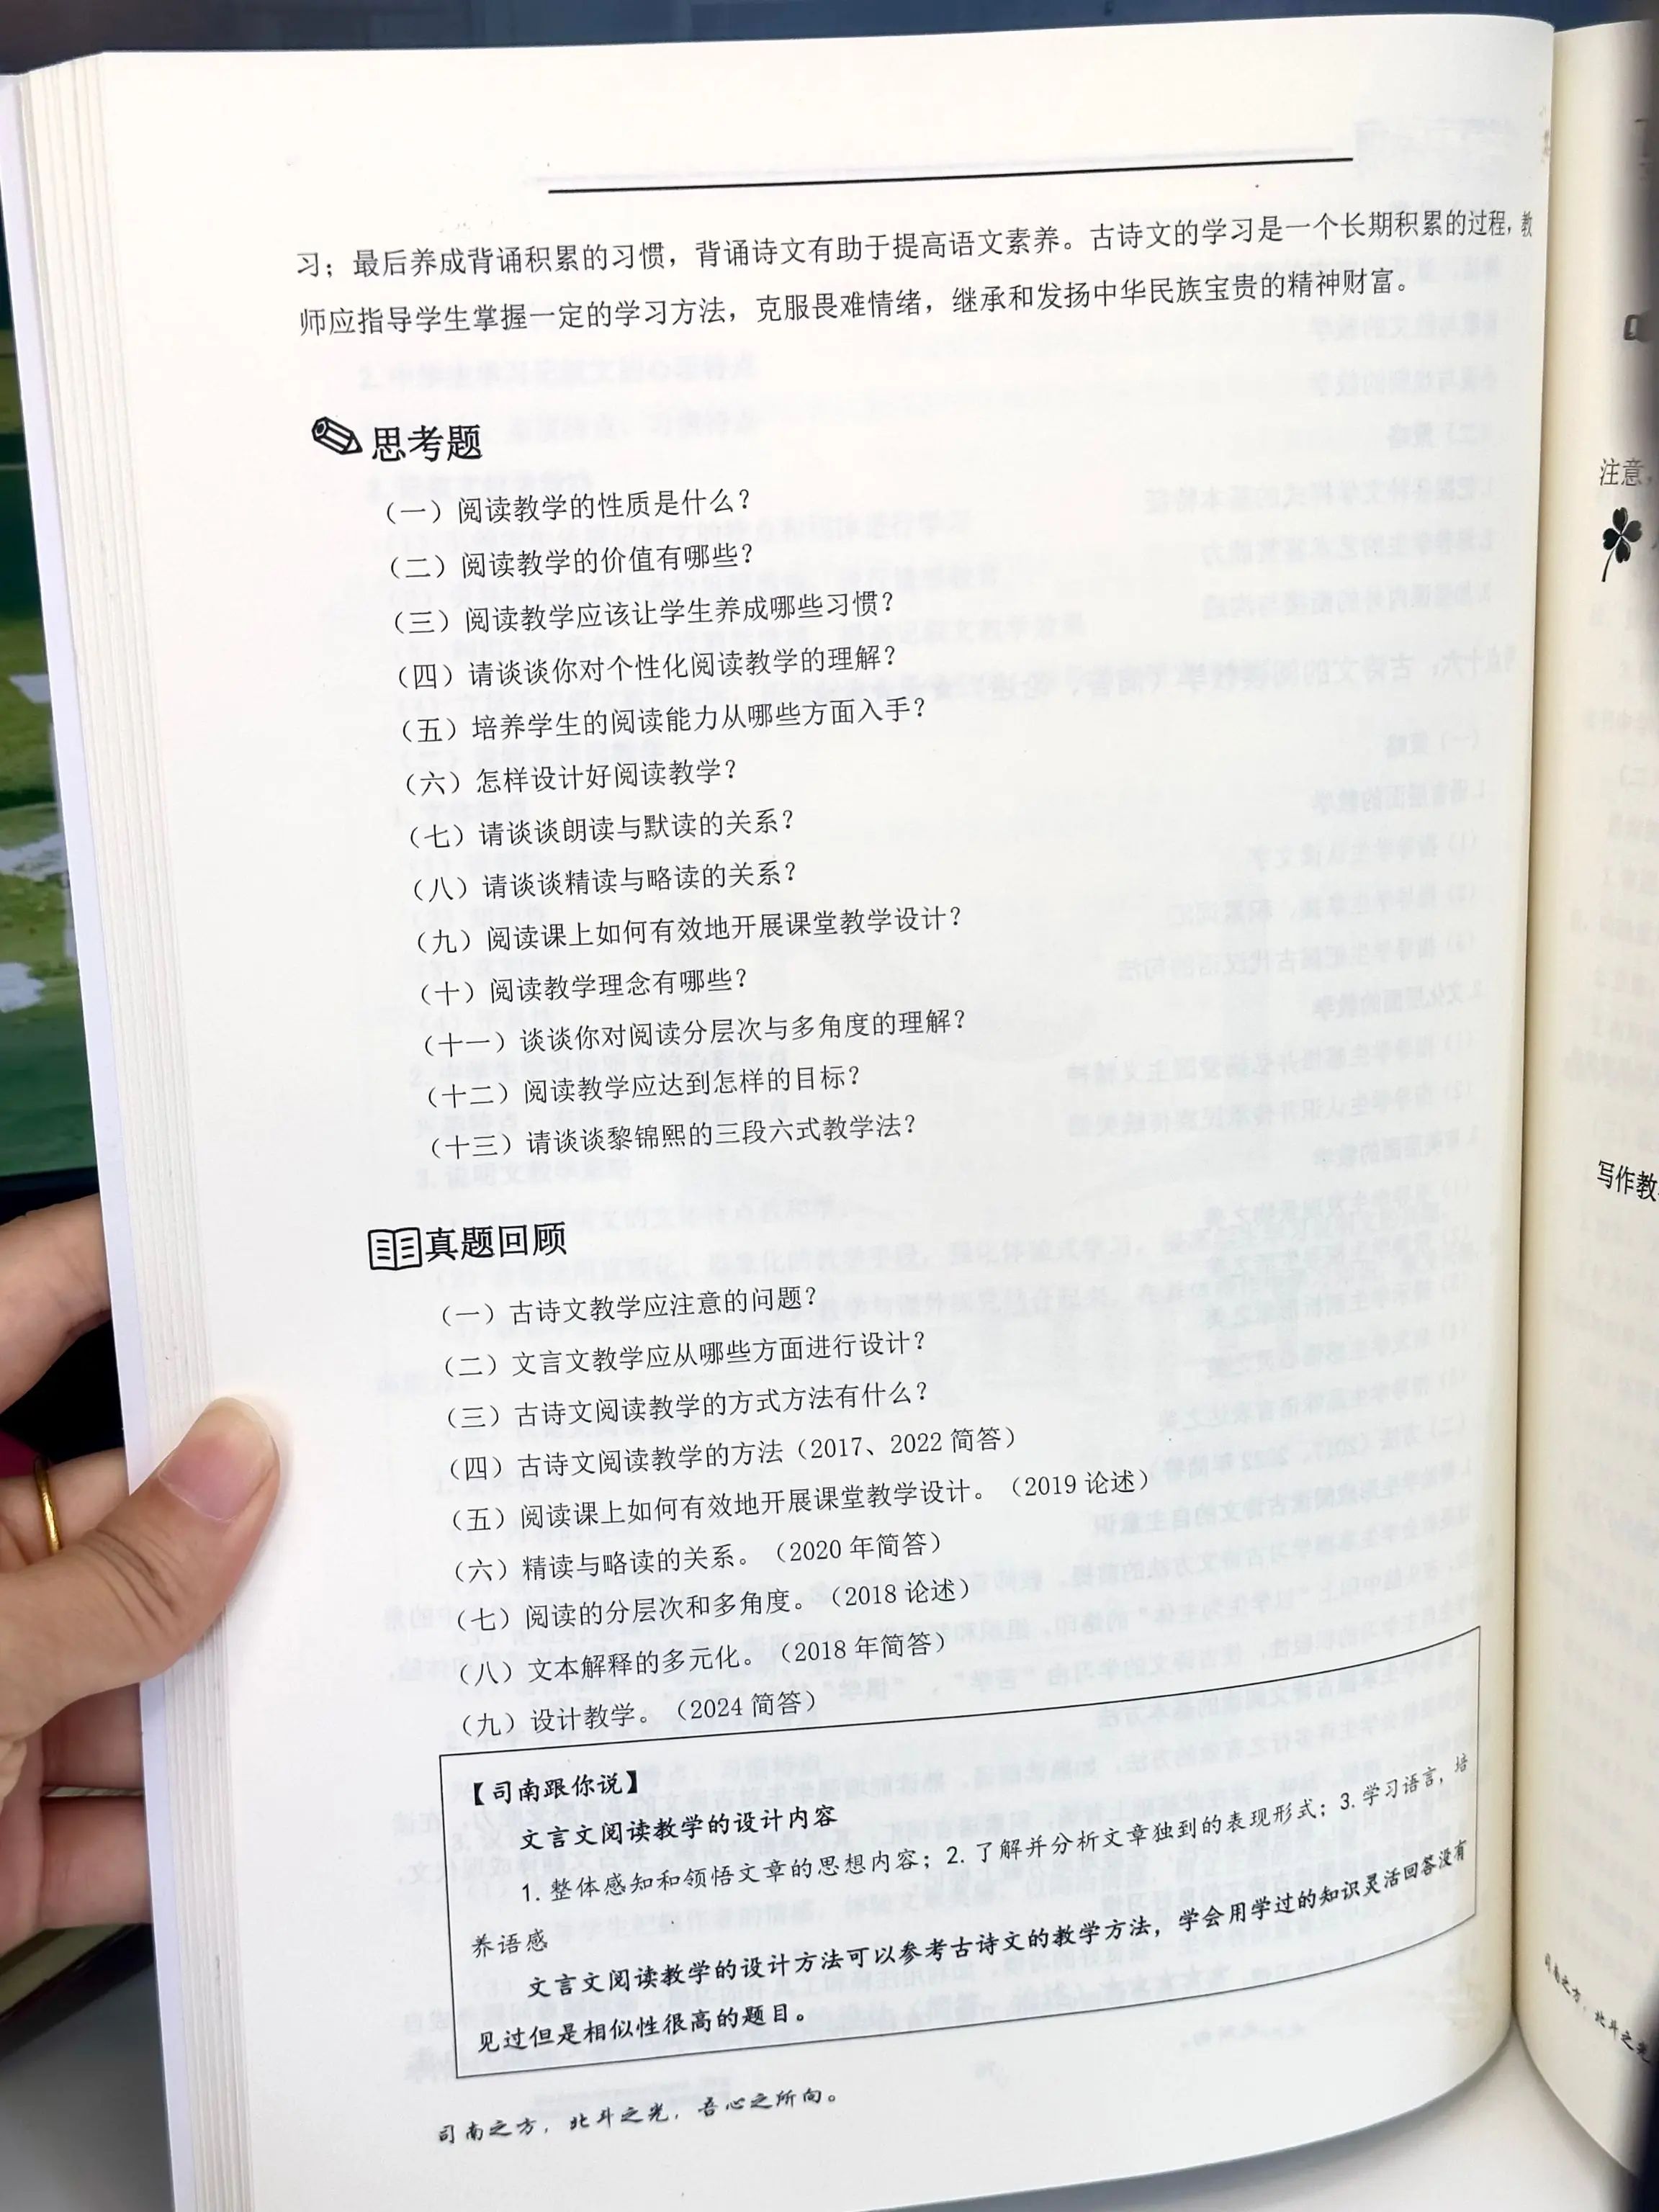 习；最后养成背诵积累的习惯，背诵诗文有助于提高语文素养。古诗文的学习是一个长期积累的过程，教
师应指导学生掌握一定的学习方法，克服畏难情绪，继承和发扬中华民族宝贵的精神财富。
思考题
（一）阅读教学的性质是什么？
（二）阅读教学的价值有哪些？
（三）阅读教学应该让学生养成哪些习惯？
（四）请谈谈你对个性化阅读教学的理解？
（五）培养学生的阅读能力从哪些方面入手？
（六）怎样设计好阅读教学？
（七）请谈谈朗读与默读的关系？
（八）请谈谈精读与略读的关系？
（九）阅读课上如何有效地开展课堂教学设计？
（十）阅读教学理念有哪些？
（十一）谈谈你对阅读分层次与多角度的理解？
（十二）阅读教学应达到怎样的目标？
（十三）请谈谈黎锦熙的三段六式教学法？
真题回顾
（一）古诗文教学应注意的问题？
（二）文言文教学应从哪些方面进行设计？
（三）古诗文阅读教学的方式方法有什么？
（四）古诗文阅读教学的方法（2017、2022 简答）
（五）阅读课上如何有效地开展课堂教学设计。（2019 论述）
（六）精读与略读的关系。（2020 年简答）
（七）阅读的分层次和多角度。（2018 论述）
（八）文本解释的多元化。（2018 年简答）
（九）设计教学。（2024 简答）
【司南跟你说】
文言文阅读教学的设计内容
1.整体感知和领悟文章的思想内容；2.了解并分析文章独到的表现形式；3.学习语言，培
养语感
文言文阅读教学的设计方法可以参考古诗文的教学方法，学会用学过的知识灵活回答没有
见过但是相似性很高的题目。
司南之方，北斗之光，吾心之所向。
注意，
写作教
司南之方，北斗之光